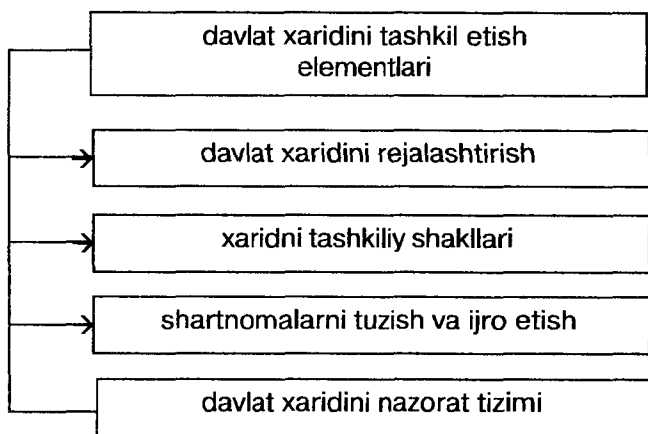 davlat xaridini tashkil etish
elementlari
davlat xaridini rejalashtirish
xaridni tashkiliy shakllari
shartnomalarni tuzish va ijro etish
davlat xaridini nazorat tizimi